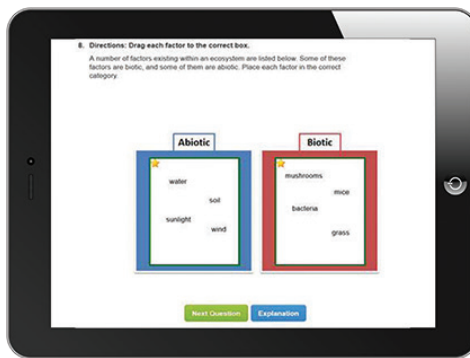 8. Directions: Drag each factor to the correct box.
A number of factors existing within an ecosystem are listed below. Some of these
factors are biotic, and some of them are abiotic. Place each factor in the correct
category.
Abiotic
Biotic
water
soil
sunlight
wind
mushrooms
mice
bacteria
grass
Next Question
Explanation